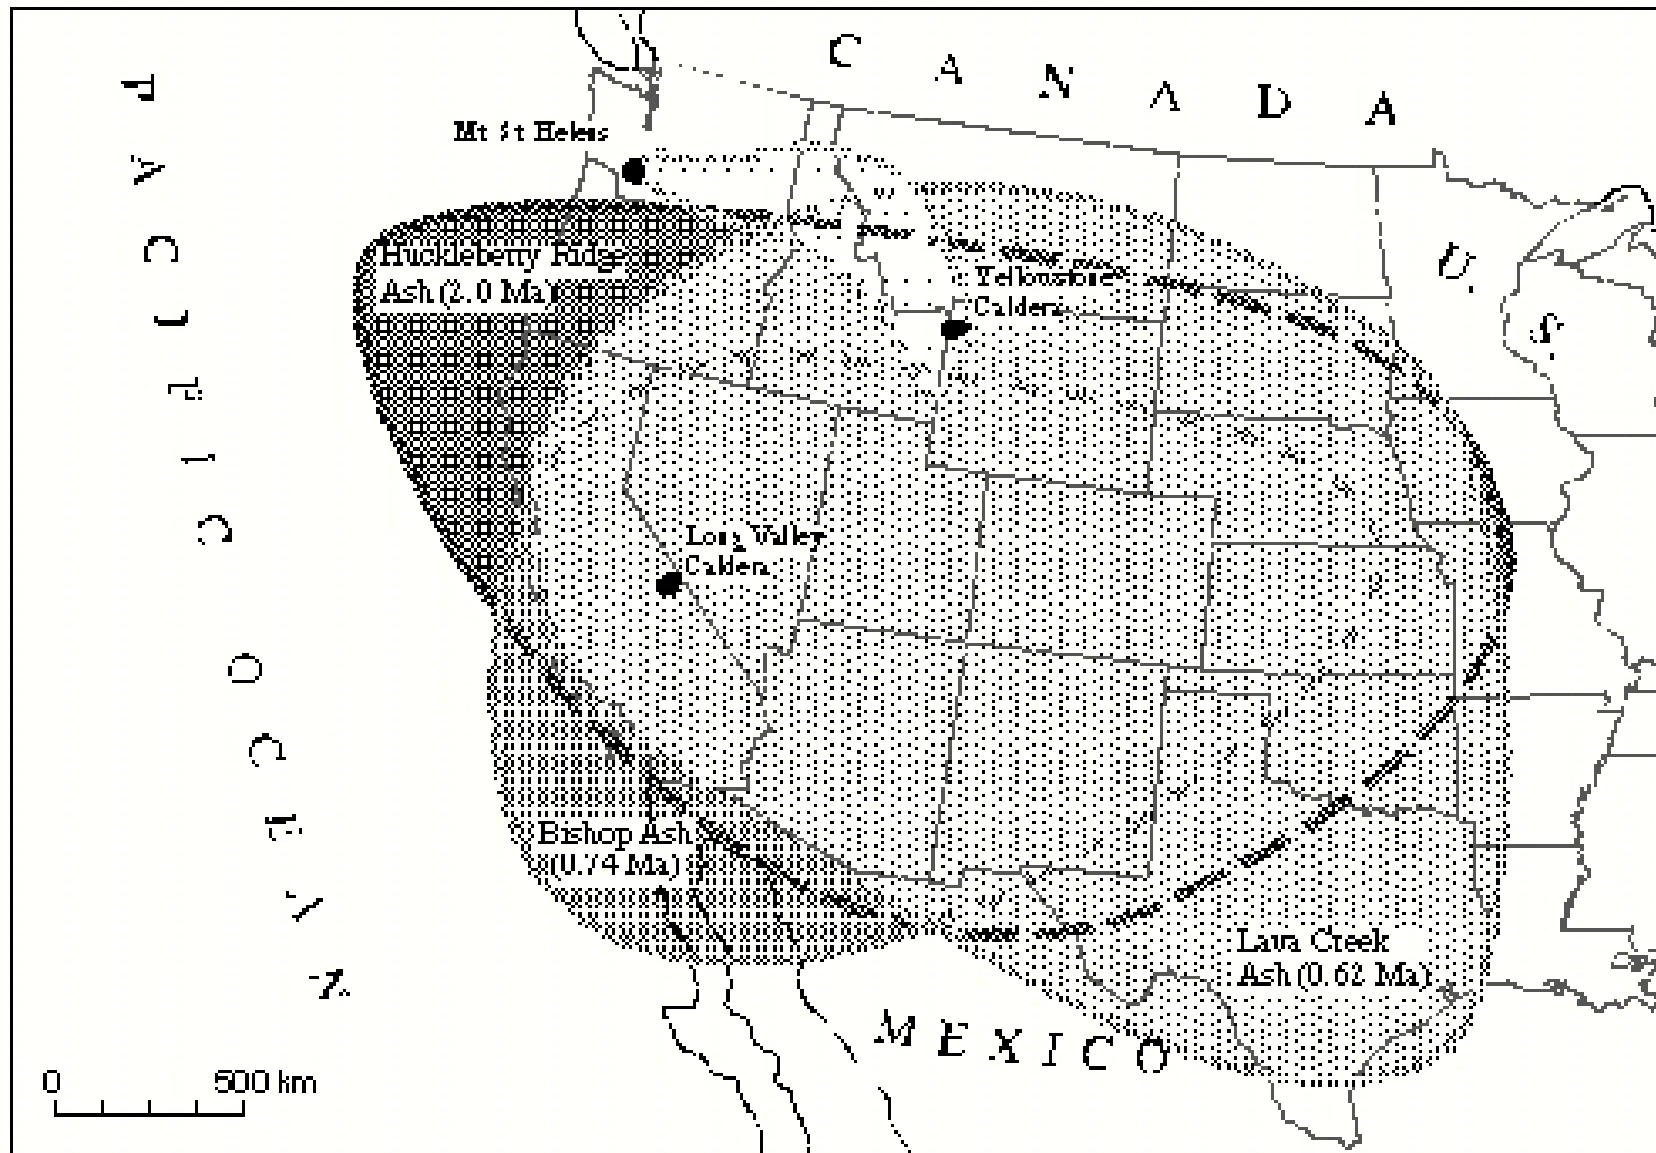 CANADA
PACIFIC OCEAN
Mt St Helens
Huckleberry Ridge
Ash (2.0 Ma)
Yellowstone
Caldera
U. S.
Long Valley
Caldera
Bishop Ash
(0.74 Ma)
Lava Creek
Ash (0.62 Ma)
MEXICO
0 500 km